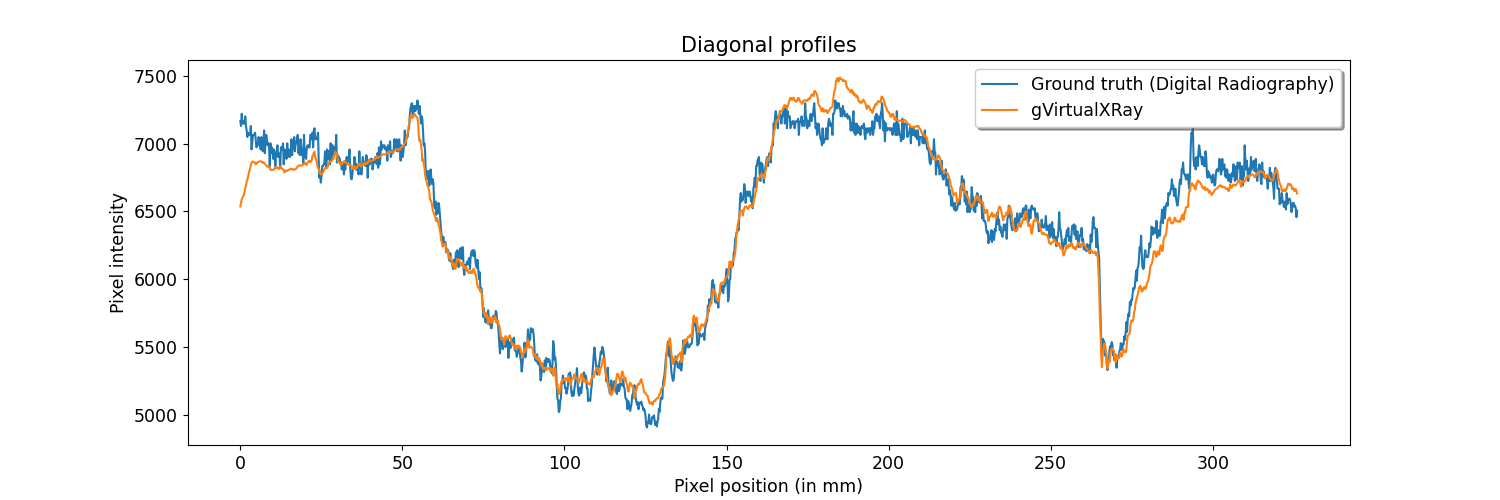 Diagonal profiles
Ground truth (Digital Radiography)
gVirtualXRay
Pixel intensity
7500
7000
6500
6000
5500
5000
0 50 100 150 200 250 300
Pixel position (in mm)